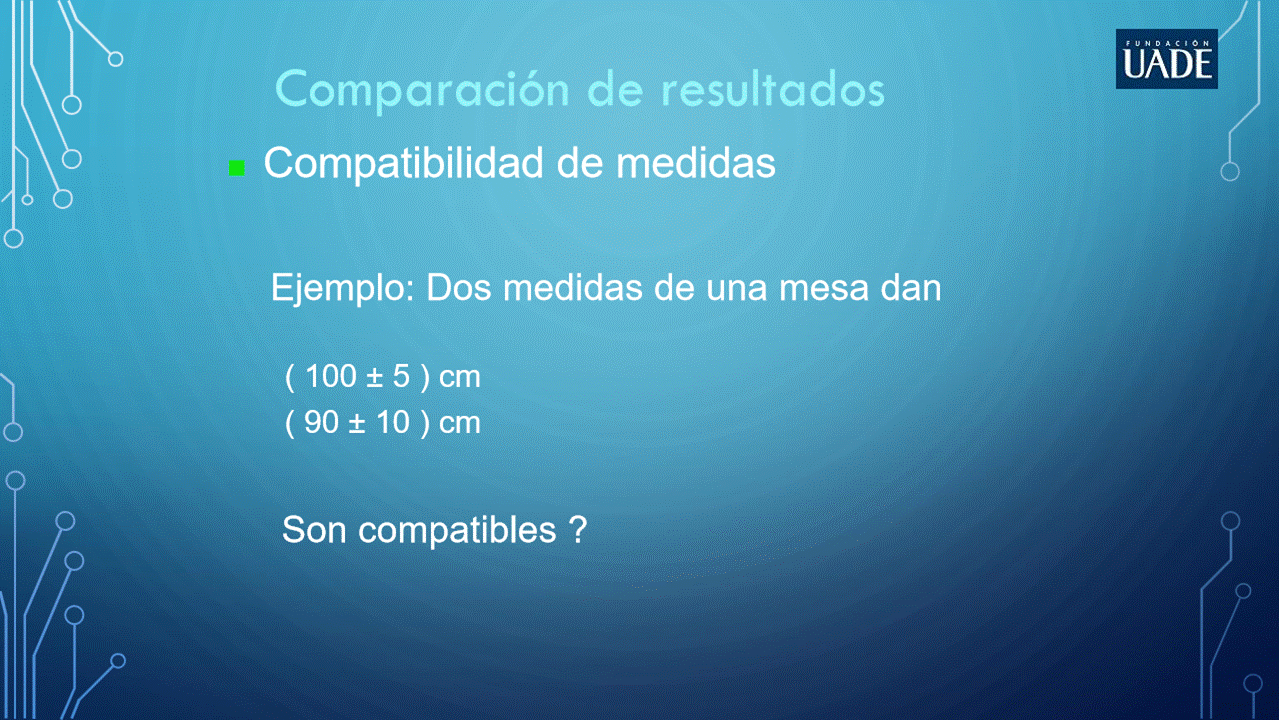 FUNDACIÓN
UADE
Comparación de resultados
Compatibilidad de medidas
Ejemplo: Dos medidas de una mesa dan
( 100 ± 5 ) cm
( 90 ± 10 ) cm
Son compatibles ?